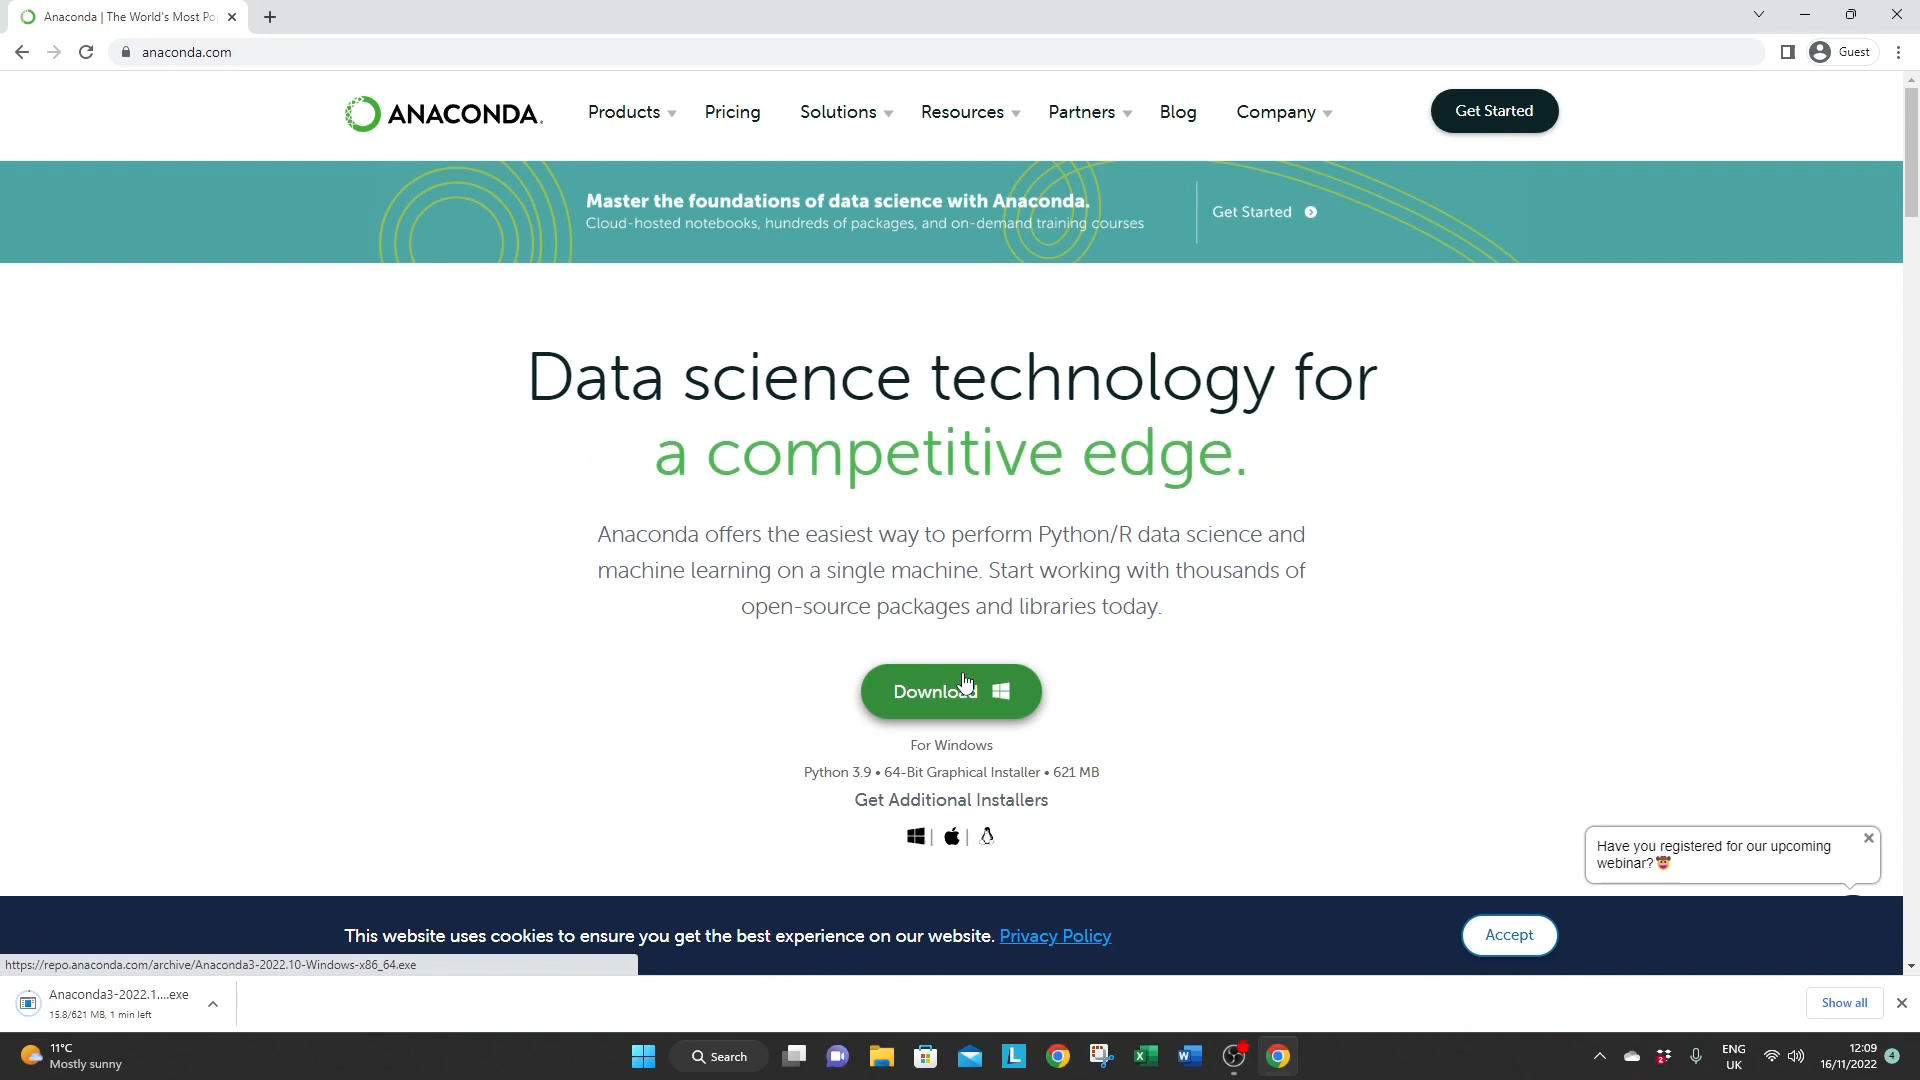 Anaconda | The World's Most Po
anaconda.com
Guest
ANACONDA.
Products
Pricing
Solutions
Resources
Partners
Blog
Company
Get Started
Master the foundations of data science with Anaconda.
Cloud-hosted notebooks, hundreds of packages, and on-demand training courses
Get Started
Data science technology for
a competitive edge.
Anaconda offers the easiest way to perform Python/R data science and
machine learning on a single machine. Start working with thousands of
open-source packages and libraries today.
Download
For Windows
Python 3.9 • 64-Bit Graphical Installer • 621 MB
Get Additional Installers
Have you registered for our upcoming
webinar?
This website uses cookies to ensure you get the best experience on our website. Privacy Policy
Accept
https://repo.anaconda.com/archive/Anaconda3-2022.10-Windows-x86_64.exe
Anaconda3-2022.1....exe
15.8/621 MB, 1 min left
Show all
11°C
Mostly sunny
Search
L
2
ENG
UK
12:09
16/11/2022
4